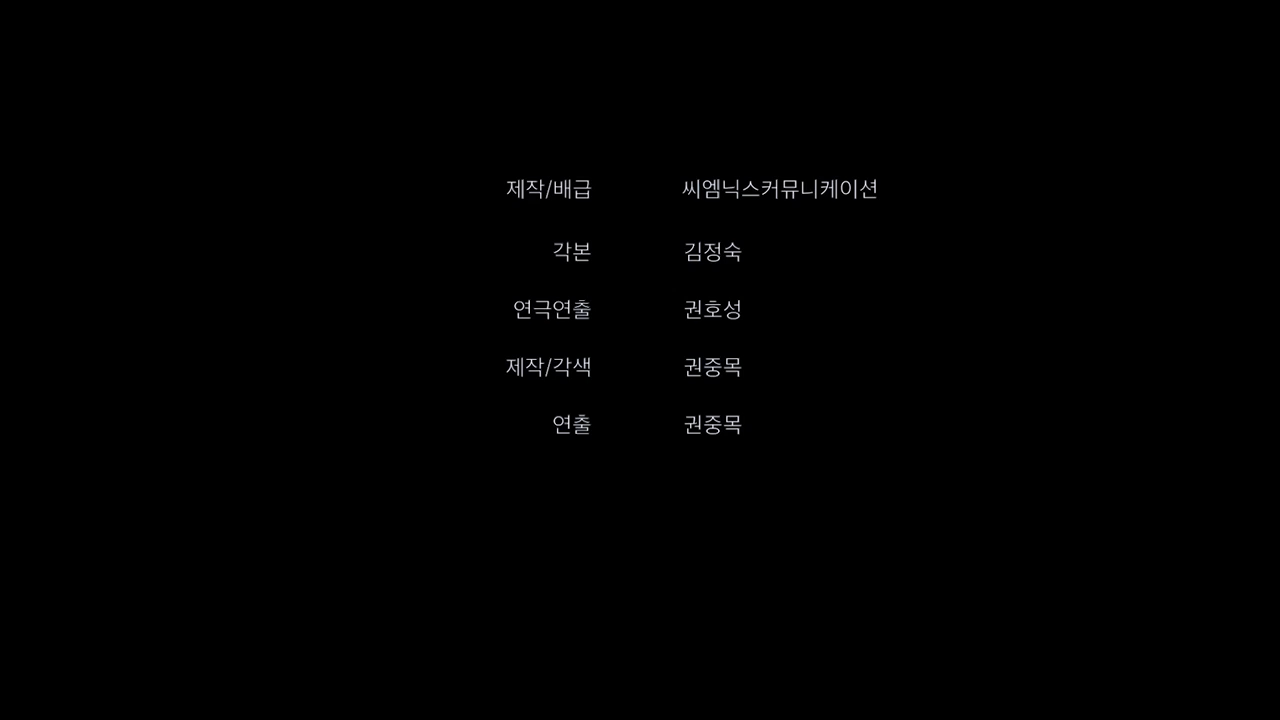 제작/배급 씨엠닉스커뮤니케이션
각본 김정숙
연극연출 권호성
제작/각색 권중목
연출 권중목